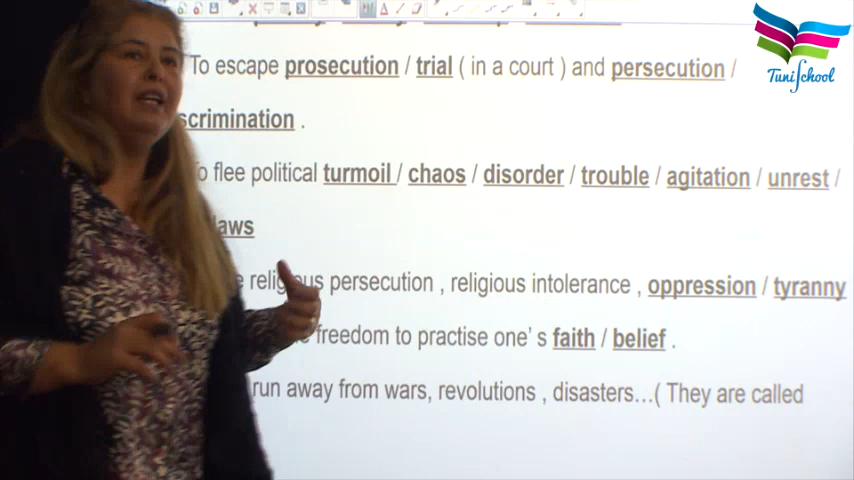 To escape prosecution / trial ( in a court ) and persecution /
scrimination .
flee political turmoil / chaos / disorder / trouble / agitation / unrest /
laws
religious persecution , religious intolerance , oppression / tyranny
freedom to practise one' s faith / belief .
run away from wars, revolutions , disasters…( They are called
TuniSchool